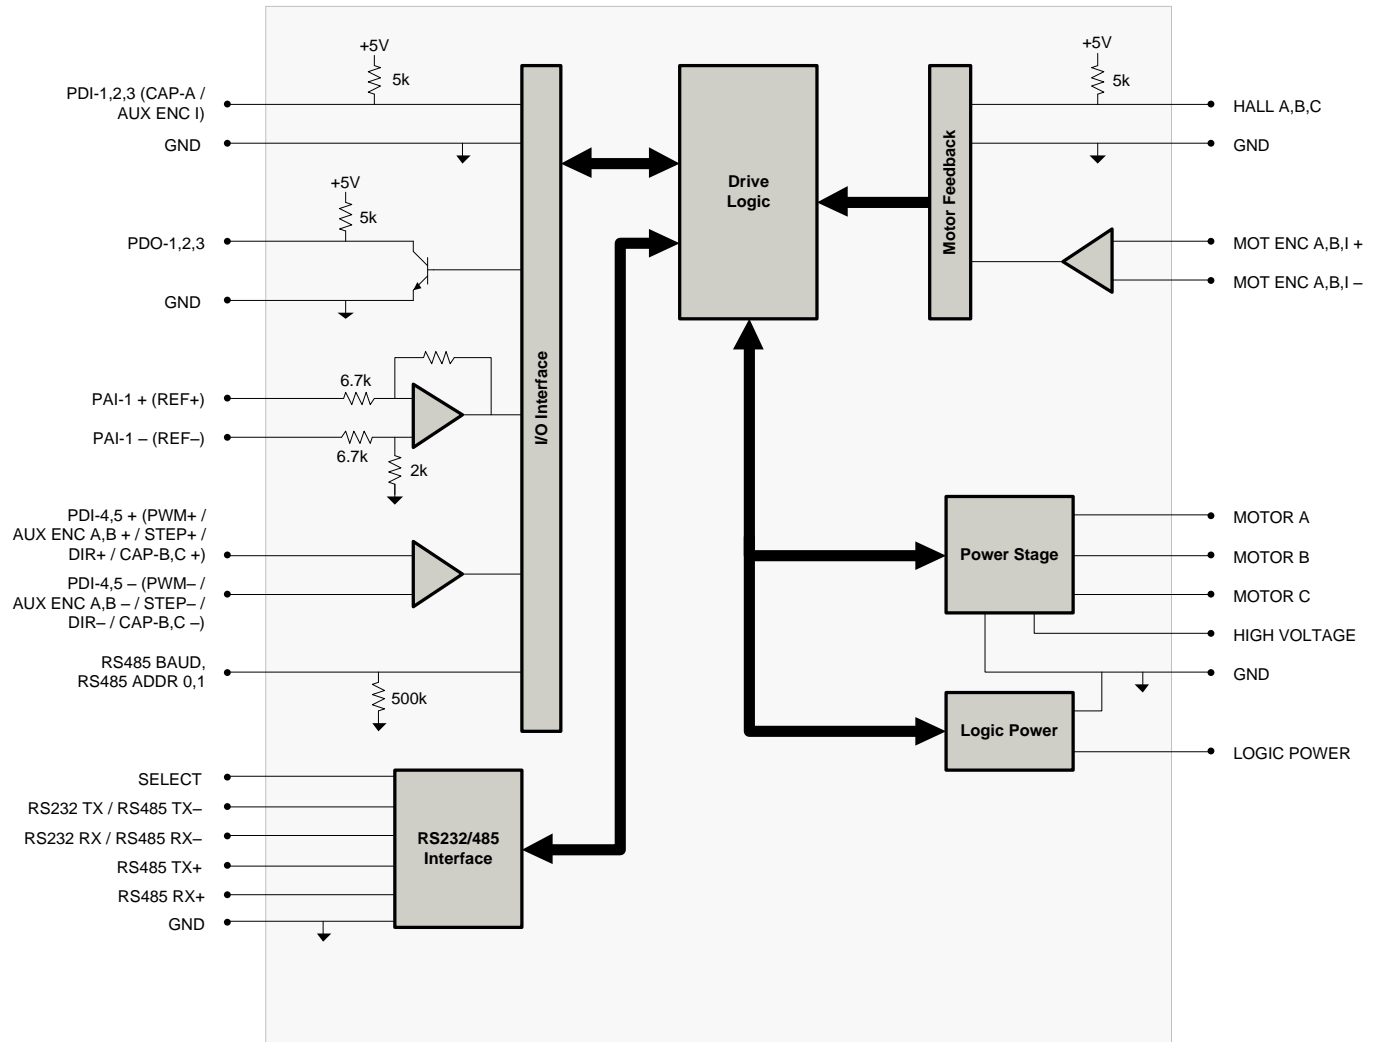 +5V
5k
PDI-1,2,3 (CAP-A /
AUX ENC I)
GND
+5V
5k
PDO-1,2,3
GND
6.7k
PAI-1 + (REF+)
PAI-1 – (REF–)
6.7k
2k
PDI-4,5 + (PWM+ /
AUX ENC A,B + / STEP+ /
DIR+ / CAP-B,C +)
PDI-4,5 – (PWM– /
AUX ENC A,B – / STEP– /
DIR– / CAP-B,C –)
RS485 BAUD,
RS485 ADDR 0,1
500k
I/O Interface
SELECT
RS232 TX / RS485 TX–
RS232 RX / RS485 RX–
RS485 TX+
RS485 RX+
GND
RS232/485
Interface
Drive
Logic
Motor Feedback
+5V
5k
HALL A,B,C
GND
MOT ENC A,B,I +
MOT ENC A,B,I –
Power Stage
MOTOR A
MOTOR B
MOTOR C
HIGH VOLTAGE
GND
Logic Power
LOGIC POWER